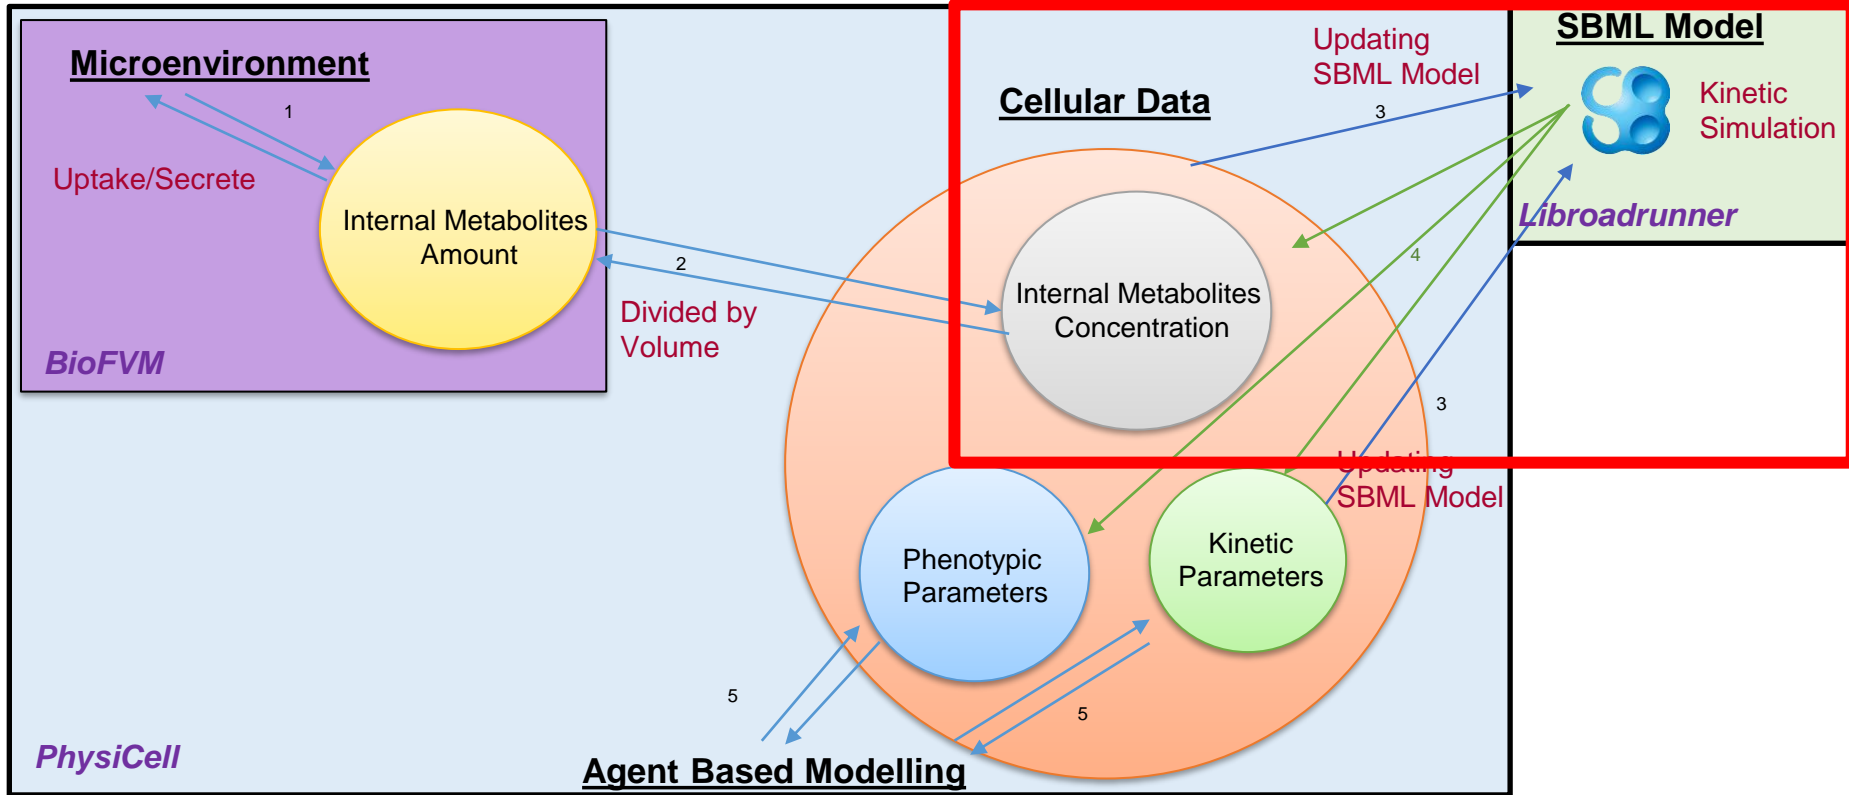 Microenvironment
1
Uptake/Secrete
Internal Metabolites
Amount
BioFVM
2
Divided by
Volume
Cellular Data
Updating
SBML Model
3
SBML Model
Kinetic
Simulation
Libroadrunner
4
Internal Metabolites
Concentration
3
Updating
SBML Model
Phenotypic
Parameters
Kinetic
Parameters
5
5
PhysiCell
Agent Based Modelling